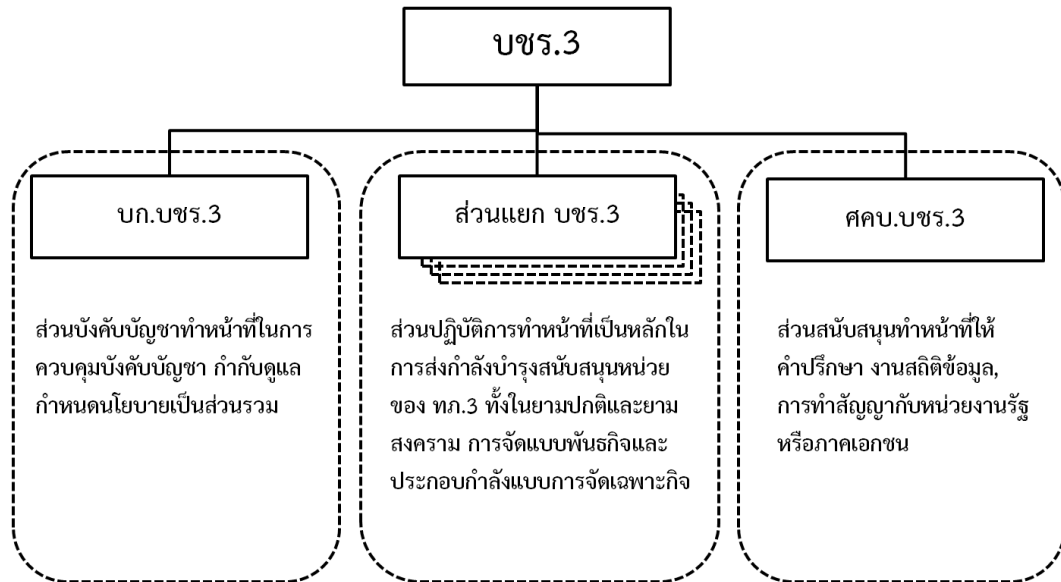 บชร.3
บก.บชร.3
ส่วนบังคับบัญชาทำหน้าที่ในการ
ควบคุมบังคับบัญชา กำกับดูแล
กำหนดนโยบายเป็นส่วนรวม
ส่วนแยก บชร.3
ส่วนปฏิบัติการทำหน้าที่เป็นหลักใน
การส่งกำลังบำรุงสนับสนุนหน่วย
ของ ทภ.3 ทั้งในยามปกติและยาม
สงคราม การจัดแบบพันธกิจและ
ประกอบกำลังแบบการจัดเฉพาะกิจ
ศคบ.บชร.3
ส่วนสนับสนุนทำหน้าที่ให้
คำปรึกษา งานสถิติข้อมูล,
การทำสัญญากับหน่วยงานรัฐ
หรือภาคเอกชน